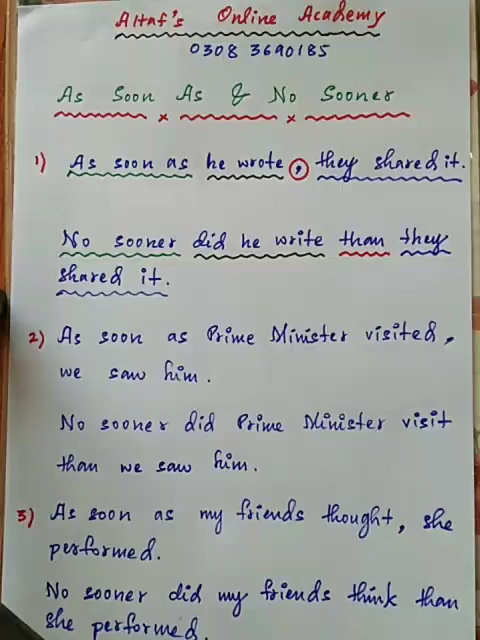 Altaf's Online Academy
0308 3690185
As Soon As & No Sooner
1) As soon as he wrote, they shared it.
No sooner did he write than they
shared it.
2) As soon as Prime Minister visited,
we saw him.
No sooner did Prime Minister visit
than we saw him.
3) As soon as my friends thought, she
performed.
No sooner did my friends think than
she performed.